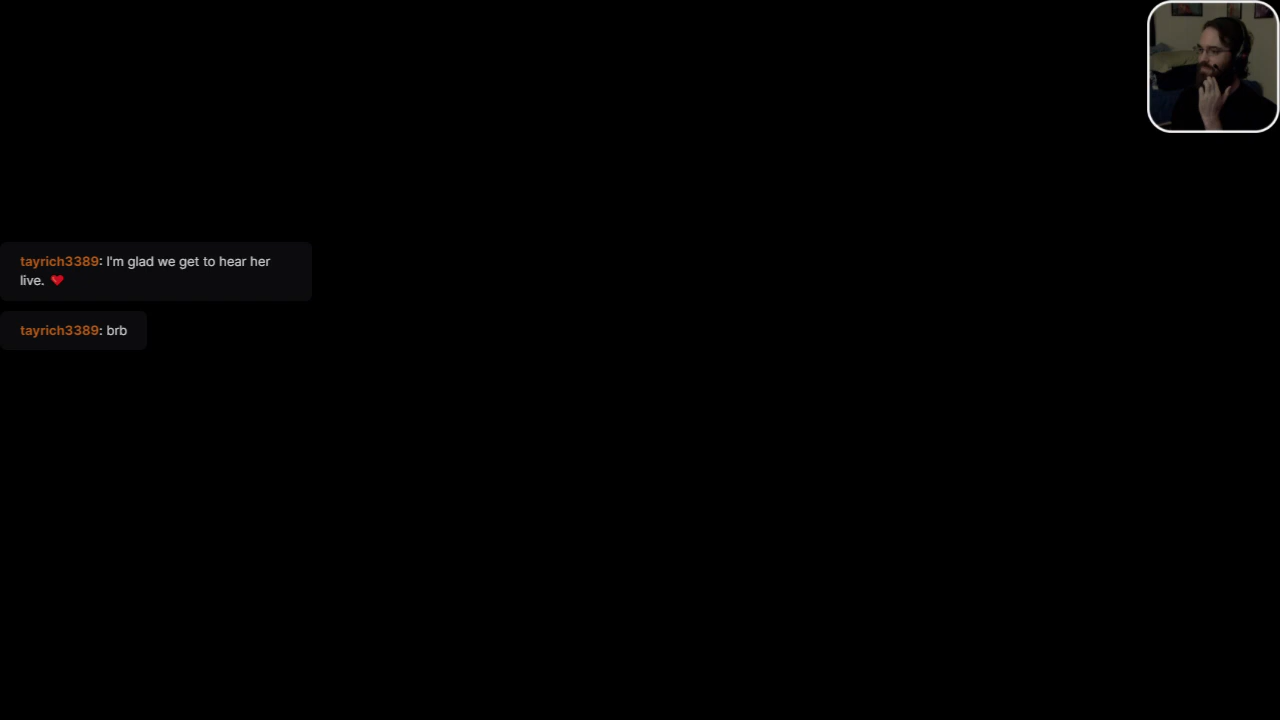 tayrich3389: I'm glad we get to hear her
live. ❤
tayrich3389: brb